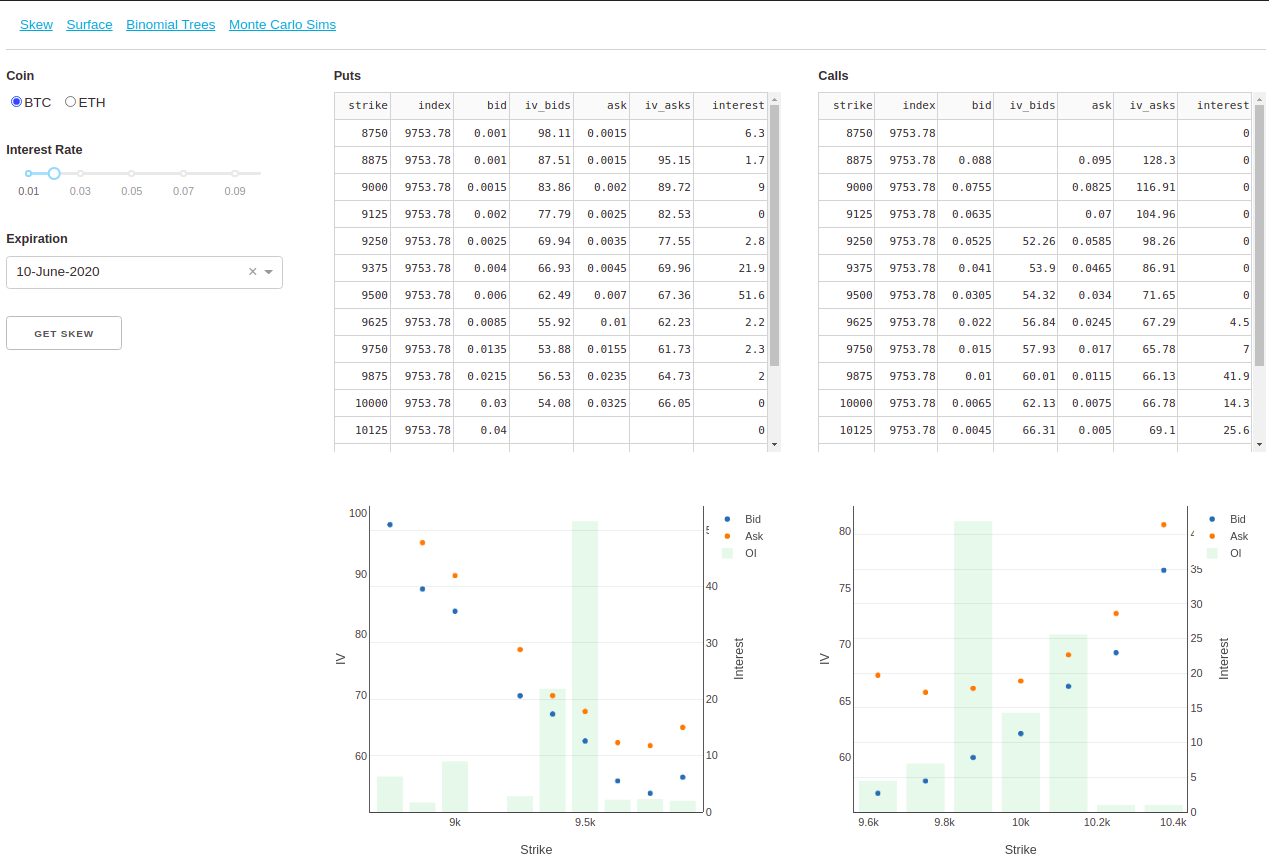 Skew Surface Binomial Trees Monte Carlo Sims
Coin
BTC ETH
Interest Rate
0.01 0.03 0.05 0.07 0.09
Expiration
10-June-2020 ×
GET SKEW
Puts
strike index bid iv_bids ask iv_asks interest
8750 9753.78 0.001 98.11 0.0015 6.3
8875 9753.78 0.001 87.51 0.0015 95.15 1.7
9000 9753.78 0.0015 83.86 0.002 89.72 9
9125 9753.78 0.002 77.79 0.0025 82.53 0
9250 9753.78 0.0025 69.94 0.0035 77.55 2.8
9375 9753.78 0.004 66.93 0.0045 69.96 21.9
9500 9753.78 0.006 62.49 0.007 67.36 51.6
9625 9753.78 0.0085 55.92 0.01 62.23 2.2
9750 9753.78 0.0135 53.88 0.0155 61.73 2.3
9875 9753.78 0.0215 56.53 0.0235 64.73 2
10000 9753.78 0.03 54.08 0.0325 66.05 0
10125 9753.78 0.04 0
Calls
strike index bid iv_bids ask iv_asks interest
8750 9753.78 0
8875 9753.78 0.088 0.095 128.3 0
9000 9753.78 0.0755 0.0825 116.91 0
9125 9753.78 0.0635 0.07 104.96 0
9250 9753.78 0.0525 52.26 0.0585 98.26 0
9375 9753.78 0.041 53.9 0.0465 86.91 0
9500 9753.78 0.0305 54.32 0.034 71.65 0
9625 9753.78 0.022 56.84 0.0245 67.29 4.5
9750 9753.78 0.015 57.93 0.017 65.78 7
9875 9753.78 0.01 60.01 0.0115 66.13 41.9
10000 9753.78 0.0065 62.13 0.0075 66.78 14.3
10125 9753.78 0.0045 66.31 0.005 69.1 25.6
100
90
80
70
60
IV
9k 9.5k
Strike
40
30
20
10
0
Interest
Bid
Ask
OI
80
75
70
65
60
IV
9.6k 9.8k 10k 10.2k 10.4k
Strike
35
30
25
20
15
10
5
0
Interest
Bid
Ask
OI